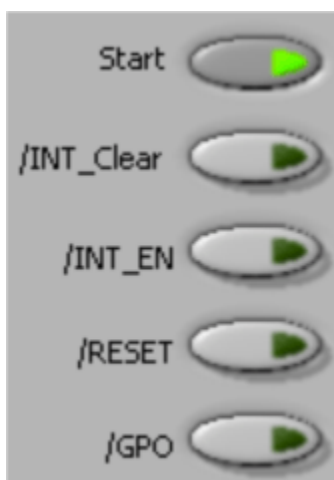 Start
/INT_Clear
/INT_EN
/RESET
/GPO